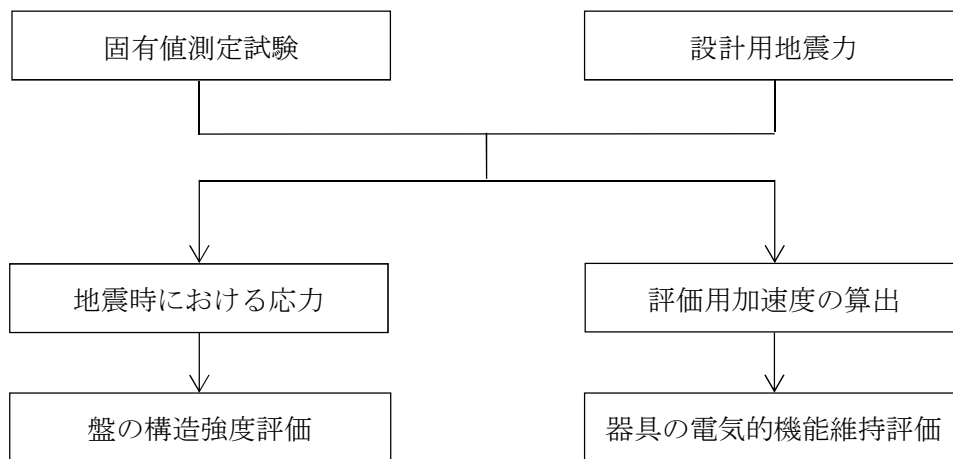 固有値測定試験
設計用地震力
地震時における応力
評価用加速度の算出
盤の構造強度評価
器具の電気的機能維持評価